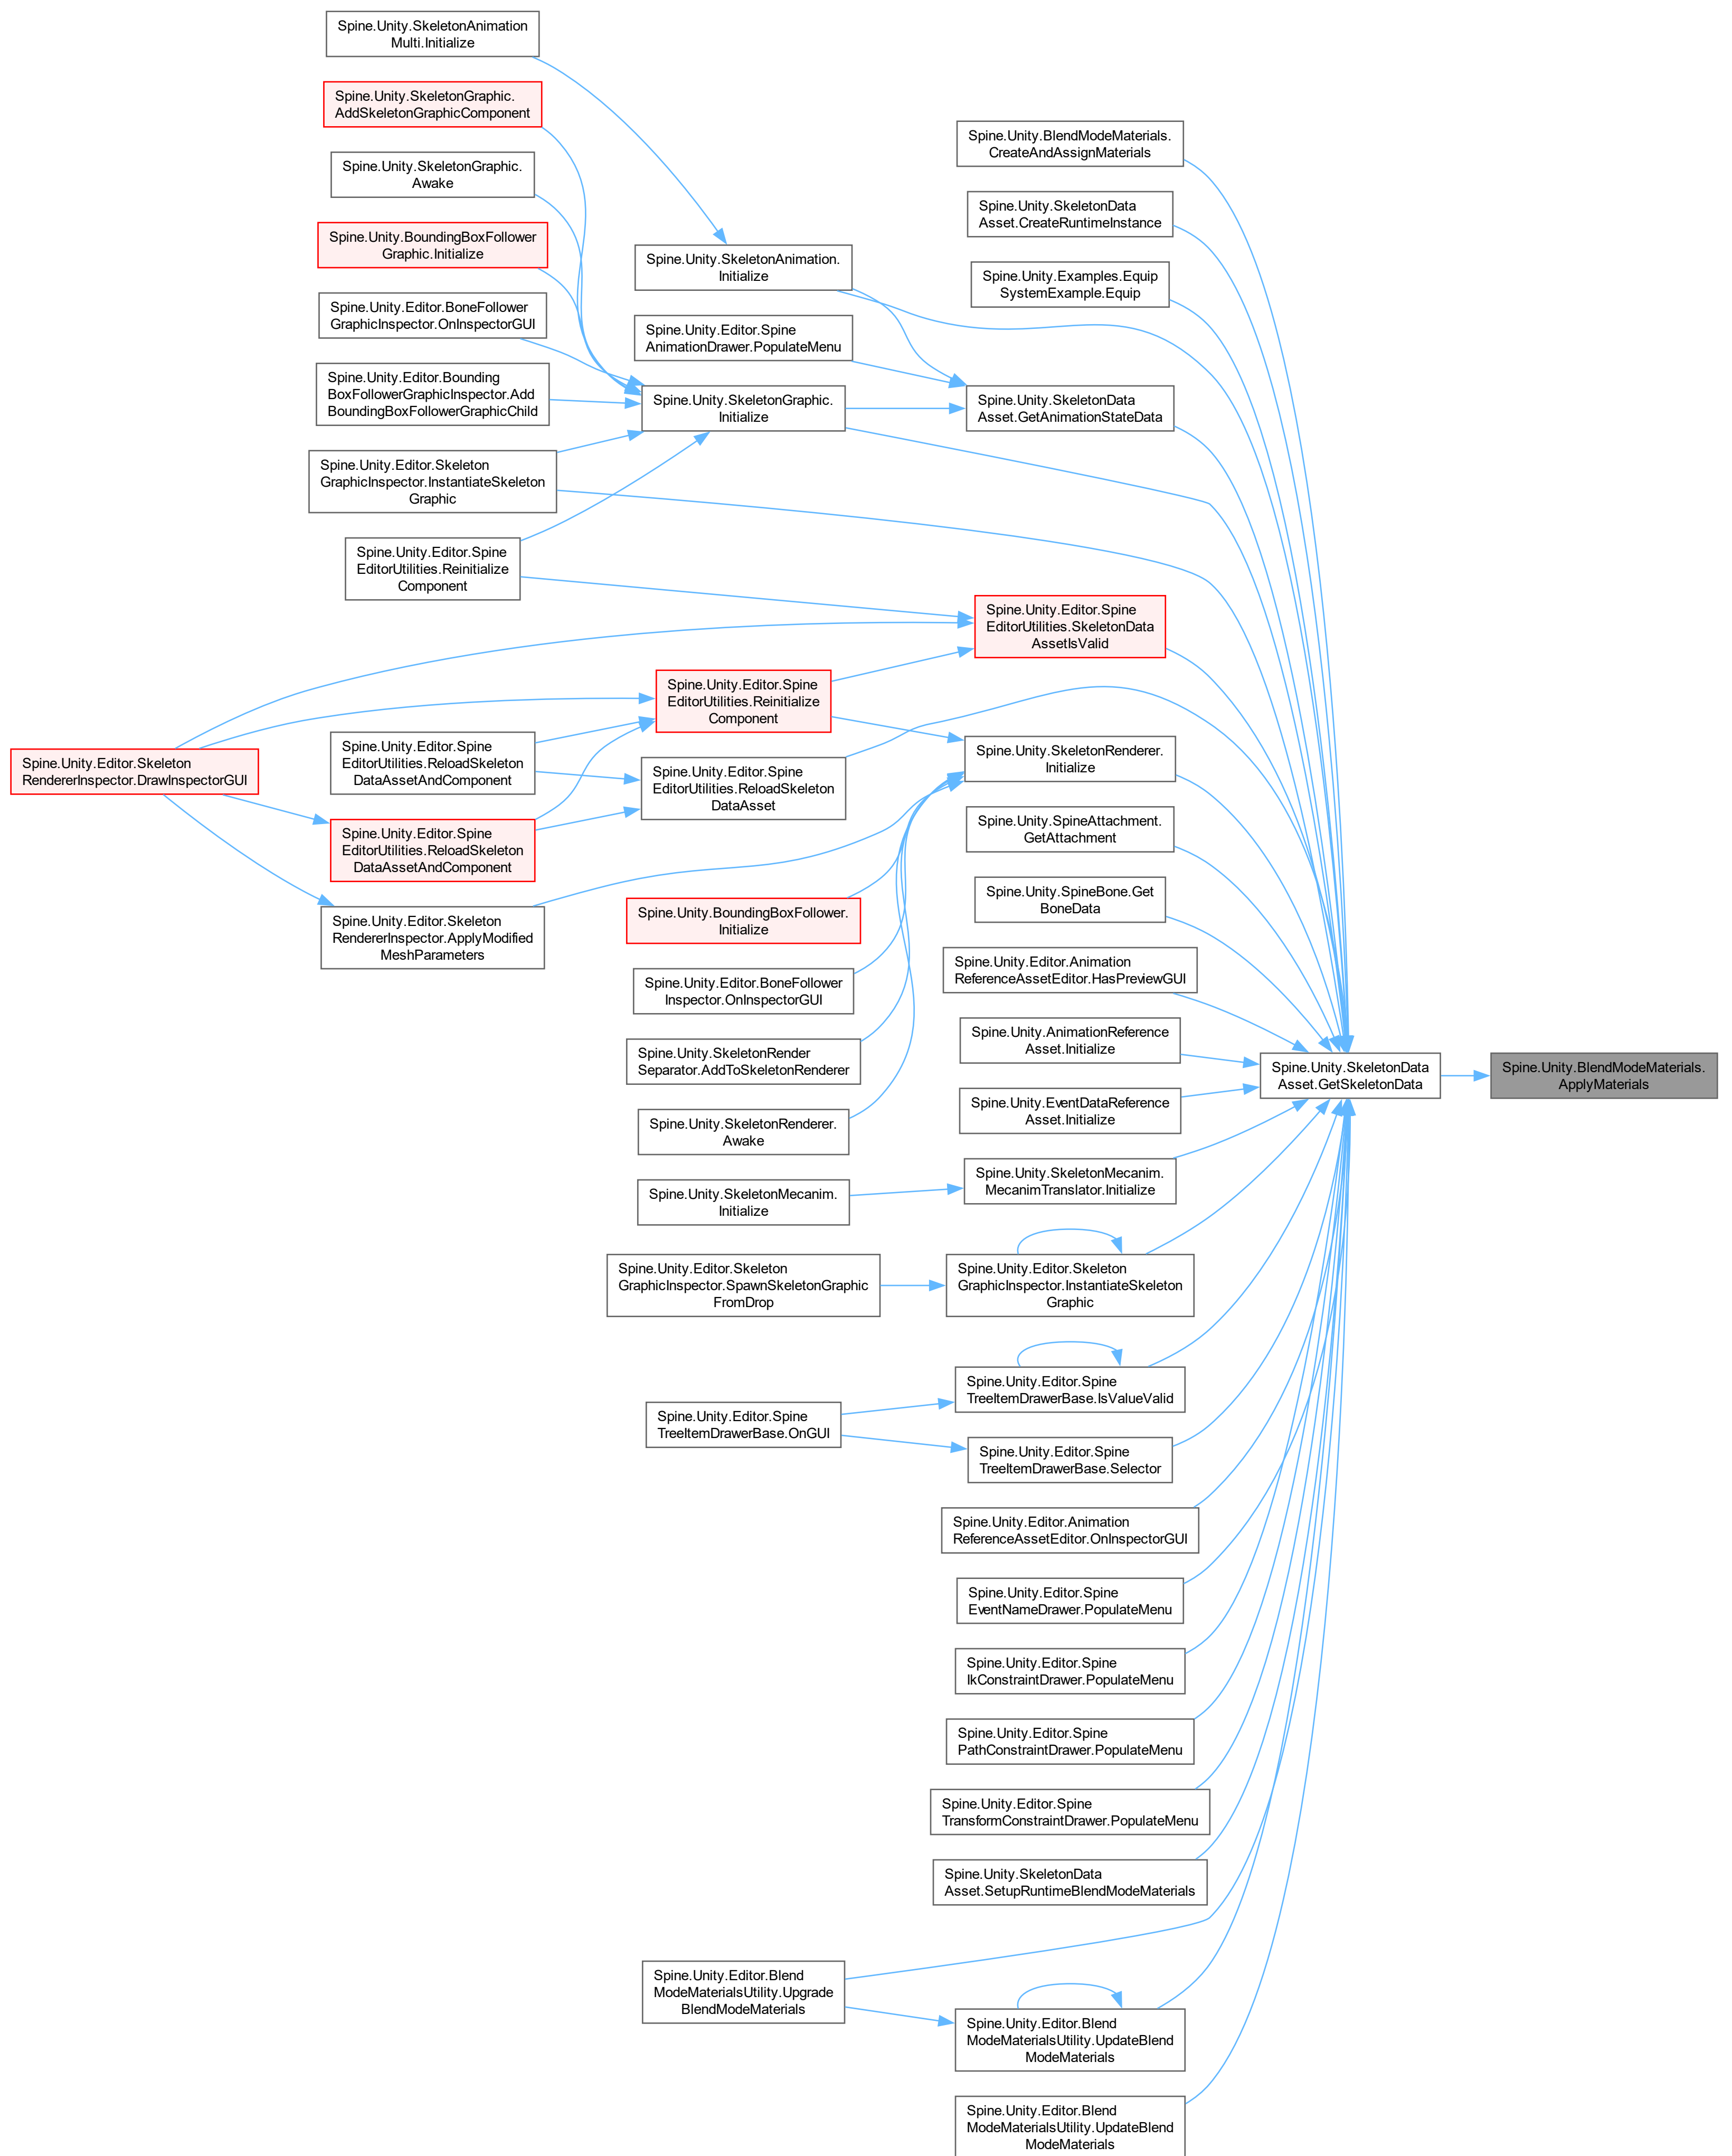 Spine.Unity.SkeletonAnimation
Multi.Initialize
Spine.Unity.SkeletonGraphic.
AddSkeletonGraphicComponent
Spine.Unity.SkeletonGraphic.
Awake
Spine.Unity.BoundingBoxFollower
Graphic.Initialize
Spine.Unity.Editor.BoneFollower
GraphicInspector.OnInspectorGUI
Spine.Unity.Editor.Bounding
BoxFollowerGraphicInspector.Add
BoundingBoxFollowerGraphicChild
Spine.Unity.Editor.Skeleton
GraphicInspector.InstantiateSkeleton
Graphic
Spine.Unity.Editor.Spine
EditorUtilities.Reinitialize
Component
Spine.Unity.Editor.Skeleton
RendererInspector.DrawInspectorGUI
Spine.Unity.Editor.Spine
EditorUtilities.ReloadSkeleton
DataAssetAndComponent
Spine.Unity.Editor.Spine
EditorUtilities.ReloadSkeleton
DataAssetAndComponent
Spine.Unity.Editor.Skeleton
RendererInspector.ApplyModified
MeshParameters
Spine.Unity.SkeletonAnimation.
Initialize
Spine.Unity.Editor.Spine
AnimationDrawer.PopulateMenu
Spine.Unity.SkeletonGraphic.
Initialize
Spine.Unity.Editor.Spine
EditorUtilities.Reinitialize
Component
Spine.Unity.Editor.Spine
EditorUtilities.ReloadSkeleton
DataAsset
Spine.Unity.BoundingBoxFollower.
Initialize
Spine.Unity.Editor.BoneFollower
Inspector.OnInspectorGUI
Spine.Unity.SkeletonRender
Separator.AddToSkeletonRenderer
Spine.Unity.SkeletonRenderer.
Awake
Spine.Unity.SkeletonMecanim.
Initialize
Spine.Unity.Editor.Skeleton
GraphicInspector.SpawnSkeletonGraphic
FromDrop
Spine.Unity.Editor.Spine
TreeItemDrawerBase.OnGUI
Spine.Unity.Editor.Blend
ModeMaterialsUtility.Upgrade
BlendModeMaterials
Spine.Unity.BlendModeMaterials.
CreateAndAssignMaterials
Spine.Unity.SkeletonData
Asset.CreateRuntimeInstance
Spine.Unity.Examples.Equip
SystemExample.Equip
Spine.Unity.SkeletonData
Asset.GetAnimationStateData
Spine.Unity.Editor.Spine
EditorUtilities.SkeletonData
AssetIsValid
Spine.Unity.SkeletonRenderer.
Initialize
Spine.Unity.SpineAttachment.
GetAttachment
Spine.Unity.SpineBone.Get
BoneData
Spine.Unity.Editor.Animation
ReferenceAssetEditor.HasPreviewGUI
Spine.Unity.AnimationReference
Asset.Initialize
Spine.Unity.EventDataReference
Asset.Initialize
Spine.Unity.SkeletonMecanim.
MecanimTranslator.Initialize
Spine.Unity.Editor.Skeleton
GraphicInspector.InstantiateSkeleton
Graphic
Spine.Unity.Editor.Spine
TreeItemDrawerBase.IsValueValid
Spine.Unity.Editor.Spine
TreeItemDrawerBase.Selector
Spine.Unity.Editor.Animation
ReferenceAssetEditor.OnInspectorGUI
Spine.Unity.Editor.Spine
EventNameDrawer.PopulateMenu
Spine.Unity.Editor.Spine
IkConstraintDrawer.PopulateMenu
Spine.Unity.Editor.Spine
PathConstraintDrawer.PopulateMenu
Spine.Unity.Editor.Spine
TransformConstraintDrawer.PopulateMenu
Spine.Unity.SkeletonData
Asset.SetupRuntimeBlendModeMaterials
Spine.Unity.Editor.Blend
ModeMaterialsUtility.UpdateBlend
ModeMaterials
Spine.Unity.Editor.Blend
ModeMaterialsUtility.UpdateBlend
ModeMaterials
Spine.Unity.SkeletonData
Asset.GetSkeletonData
Spine.Unity.BlendModeMaterials.
ApplyMaterials